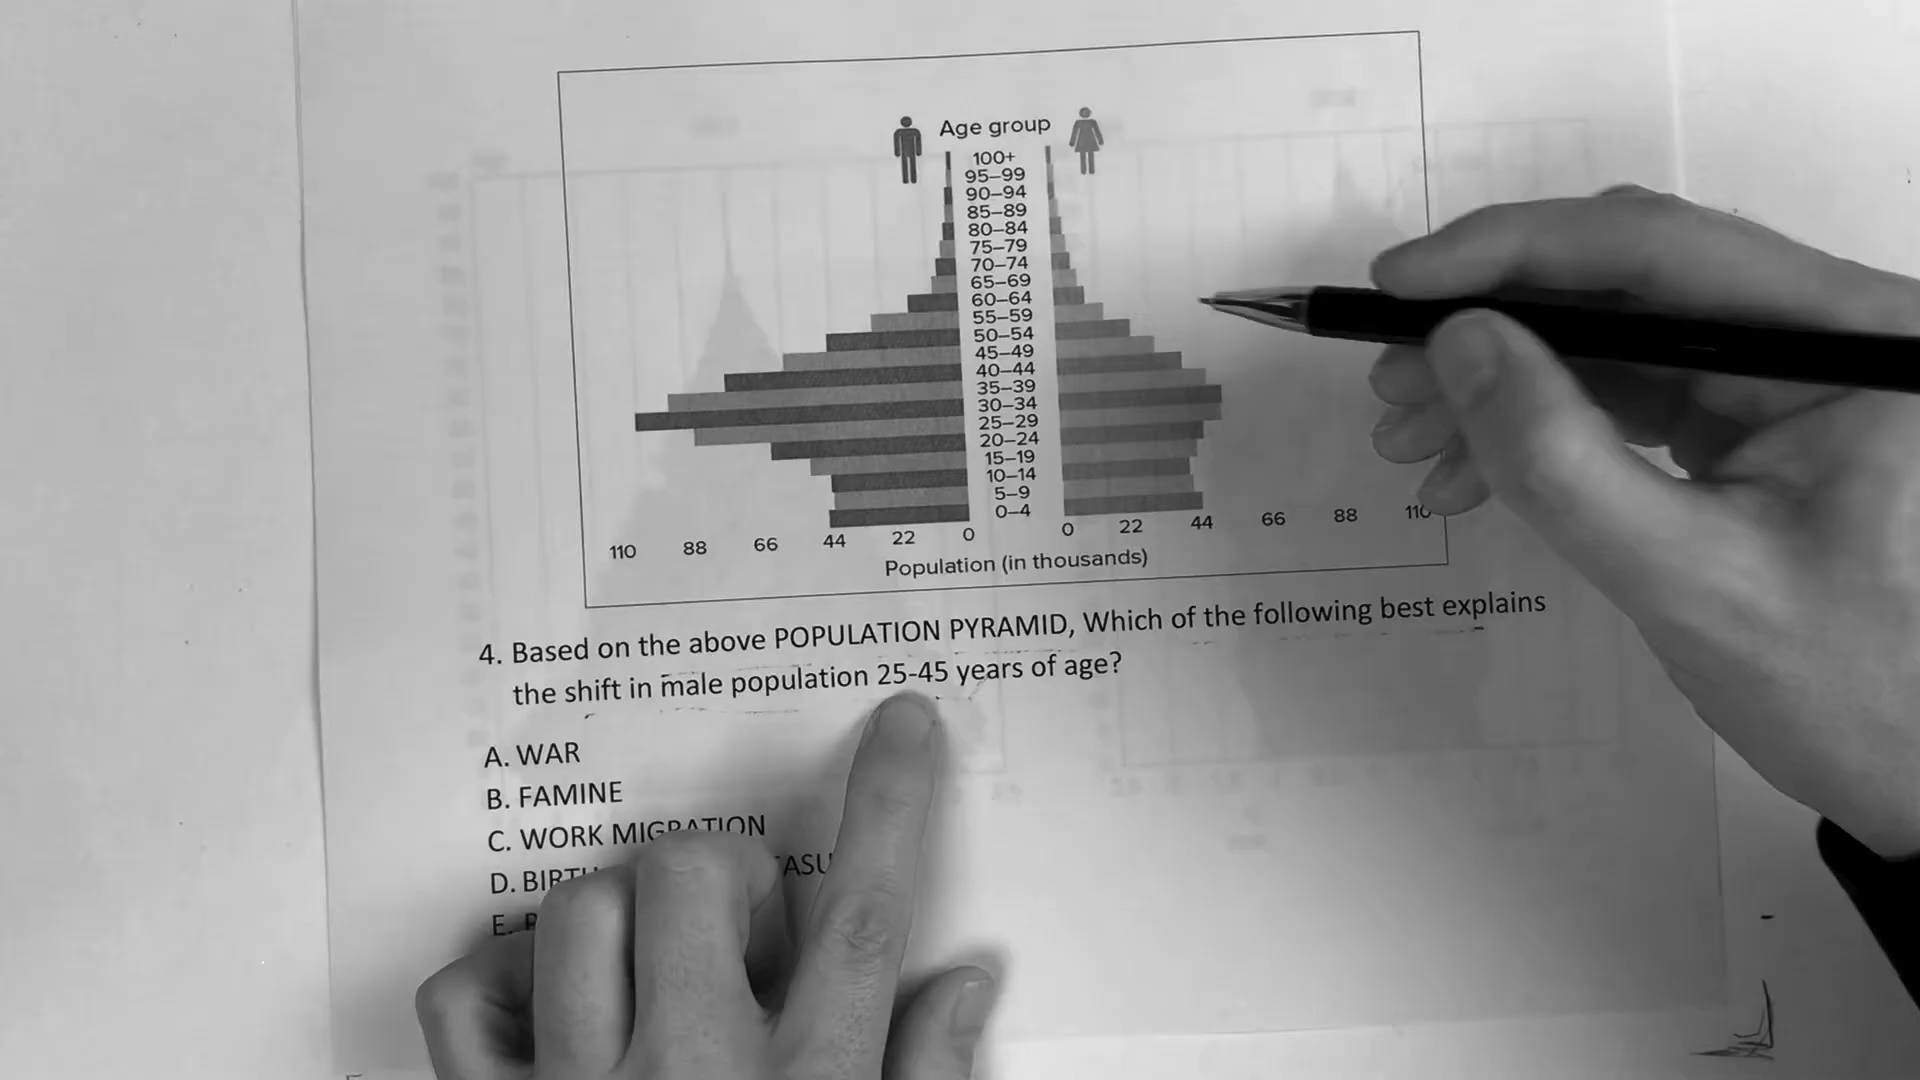 Age group
100+
95–99
90–94
85–89
80–84
75–79
70–74
65–69
60–64
55–59
50–54
45–49
40–44
35–39
30–34
25–29
20–24
15–19
10–14
5–9
0–4
110 88 66 44 22 0 0 22 44 66 88 110
Population (in thousands)
4. Based on the above POPULATION PYRAMID, Which of the following best explains
the shift in male population 25-45 years of age?
A. WAR
B. FAMINE
C. WORK MIGRATION
D.
E.